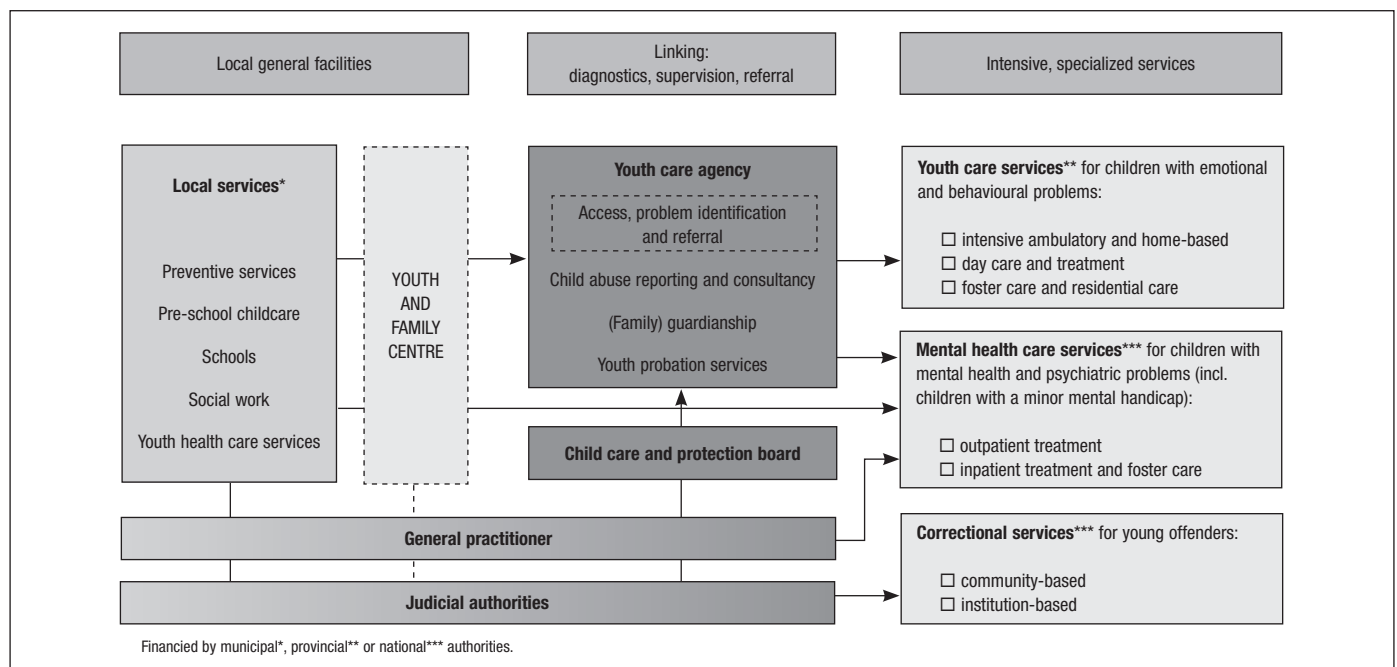 Local general facilities
Linking:
diagnostics, supervision, referral
Intensive, specialized services
Local services*
Preventive services
Pre-school childcare
Schools
Social work
Youth health care services
YOUTH
AND
FAMILY
CENTRE
Youth care agency
Access, problem identification
and referral
Child abuse reporting and consultancy
(Family) guardianship
Youth probation services
Child care and protection board
General practitioner
Judicial authorities
Youth care services** for children with emotional
and behavioural problems:
☐ intensive ambulatory and home-based
☐ day care and treatment
☐ foster care and residential care
Mental health care services*** for children with
mental health and psychiatric problems (incl.
children with a minor mental handicap):
☐ outpatient treatment
☐ inpatient treatment and foster care
Correctional services*** for young offenders:
☐ community-based
☐ institution-based
Financied by municipal*, provincial** or national*** authorities.